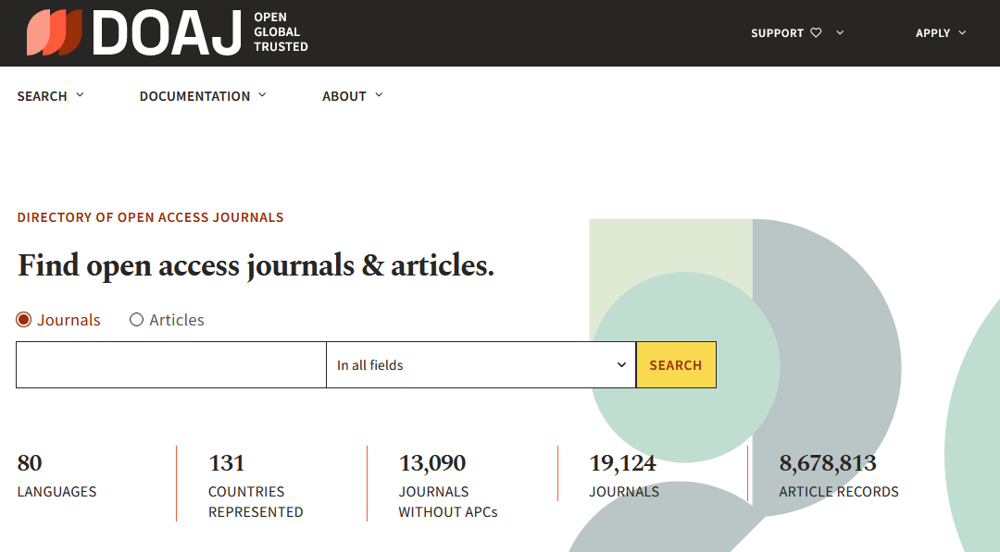 DOAJ
OPEN
GLOBAL
TRUSTED
SUPPORT
APPLY
SEARCH
DOCUMENTATION
ABOUT
DIRECTORY OF OPEN ACCESS JOURNALS
Find open access journals & articles.
Journals
Articles
In all fields
SEARCH
80
LANGUAGES
131
COUNTRIES
REPRESENTED
13,090
JOURNALS
WITHOUT APCs
19,124
JOURNALS
8,678,813
ARTICLE RECORDS